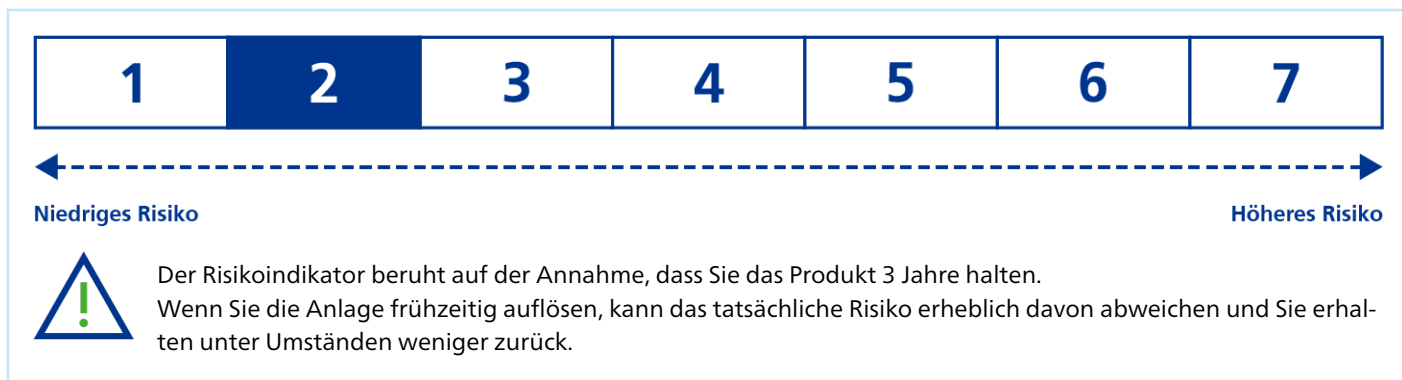 1 2 3 4 5 6 7
Niedriges Risiko Höheres Risiko
Der Risikoindikator beruht auf der Annahme, dass Sie das Produkt 3 Jahre halten.
Wenn Sie die Anlage frühzeitig auflösen, kann das tatsächliche Risiko erheblich davon abweichen und Sie erhal-
ten unter Umständen weniger zurück.